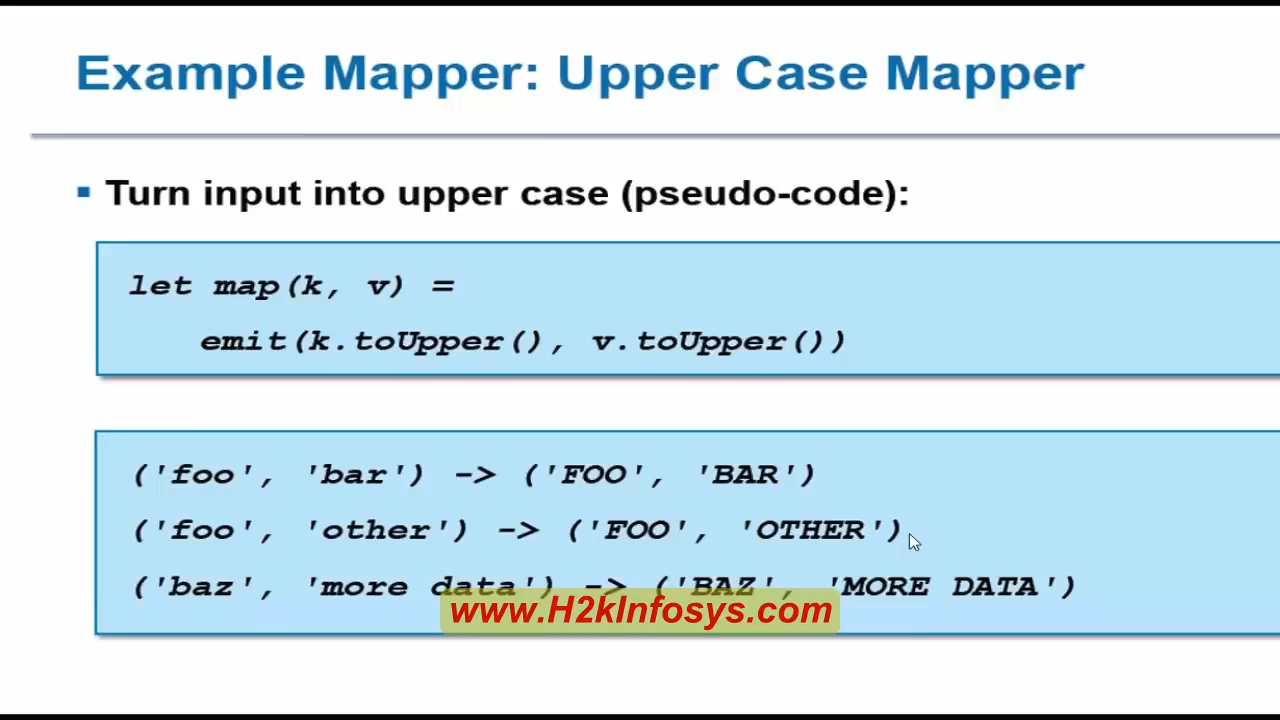 Example Mapper: Upper Case Mapper
Turn input into upper case (pseudo-code):
let map(k, v) =
emit(k.toUpper(), v.toUpper())
('foo', 'bar') -> ('FOO', 'BAR')
('foo', 'other') -> ('FOO', 'OTHER')
('baz', 'more data') -> ('BAZ', 'MORE DATA')
www.H2kInfosys.com